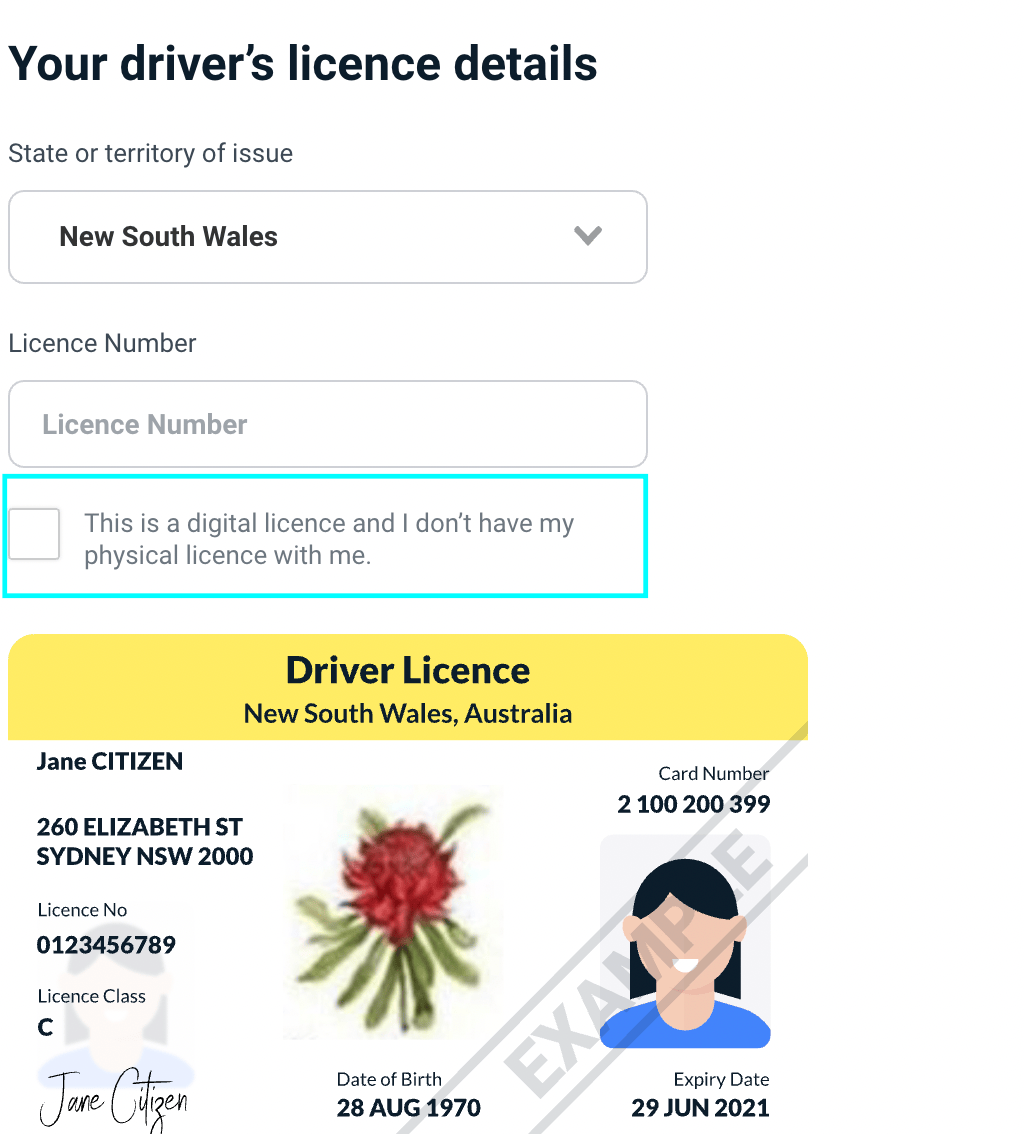 Your driver’s licence details
State or territory of issue
New South Wales
Licence Number
Licence Number
This is a digital licence and I don’t have my
physical licence with me.
Driver Licence
New South Wales, Australia
Jane CITIZEN
Card Number
2 100 200 399
260 ELIZABETH ST
SYDNEY NSW 2000
Licence No
0123456789
Licence Class
C
EXAMPLE
Jane Citizen
Date of Birth
28 AUG 1970
Expiry Date
29 JUN 2021